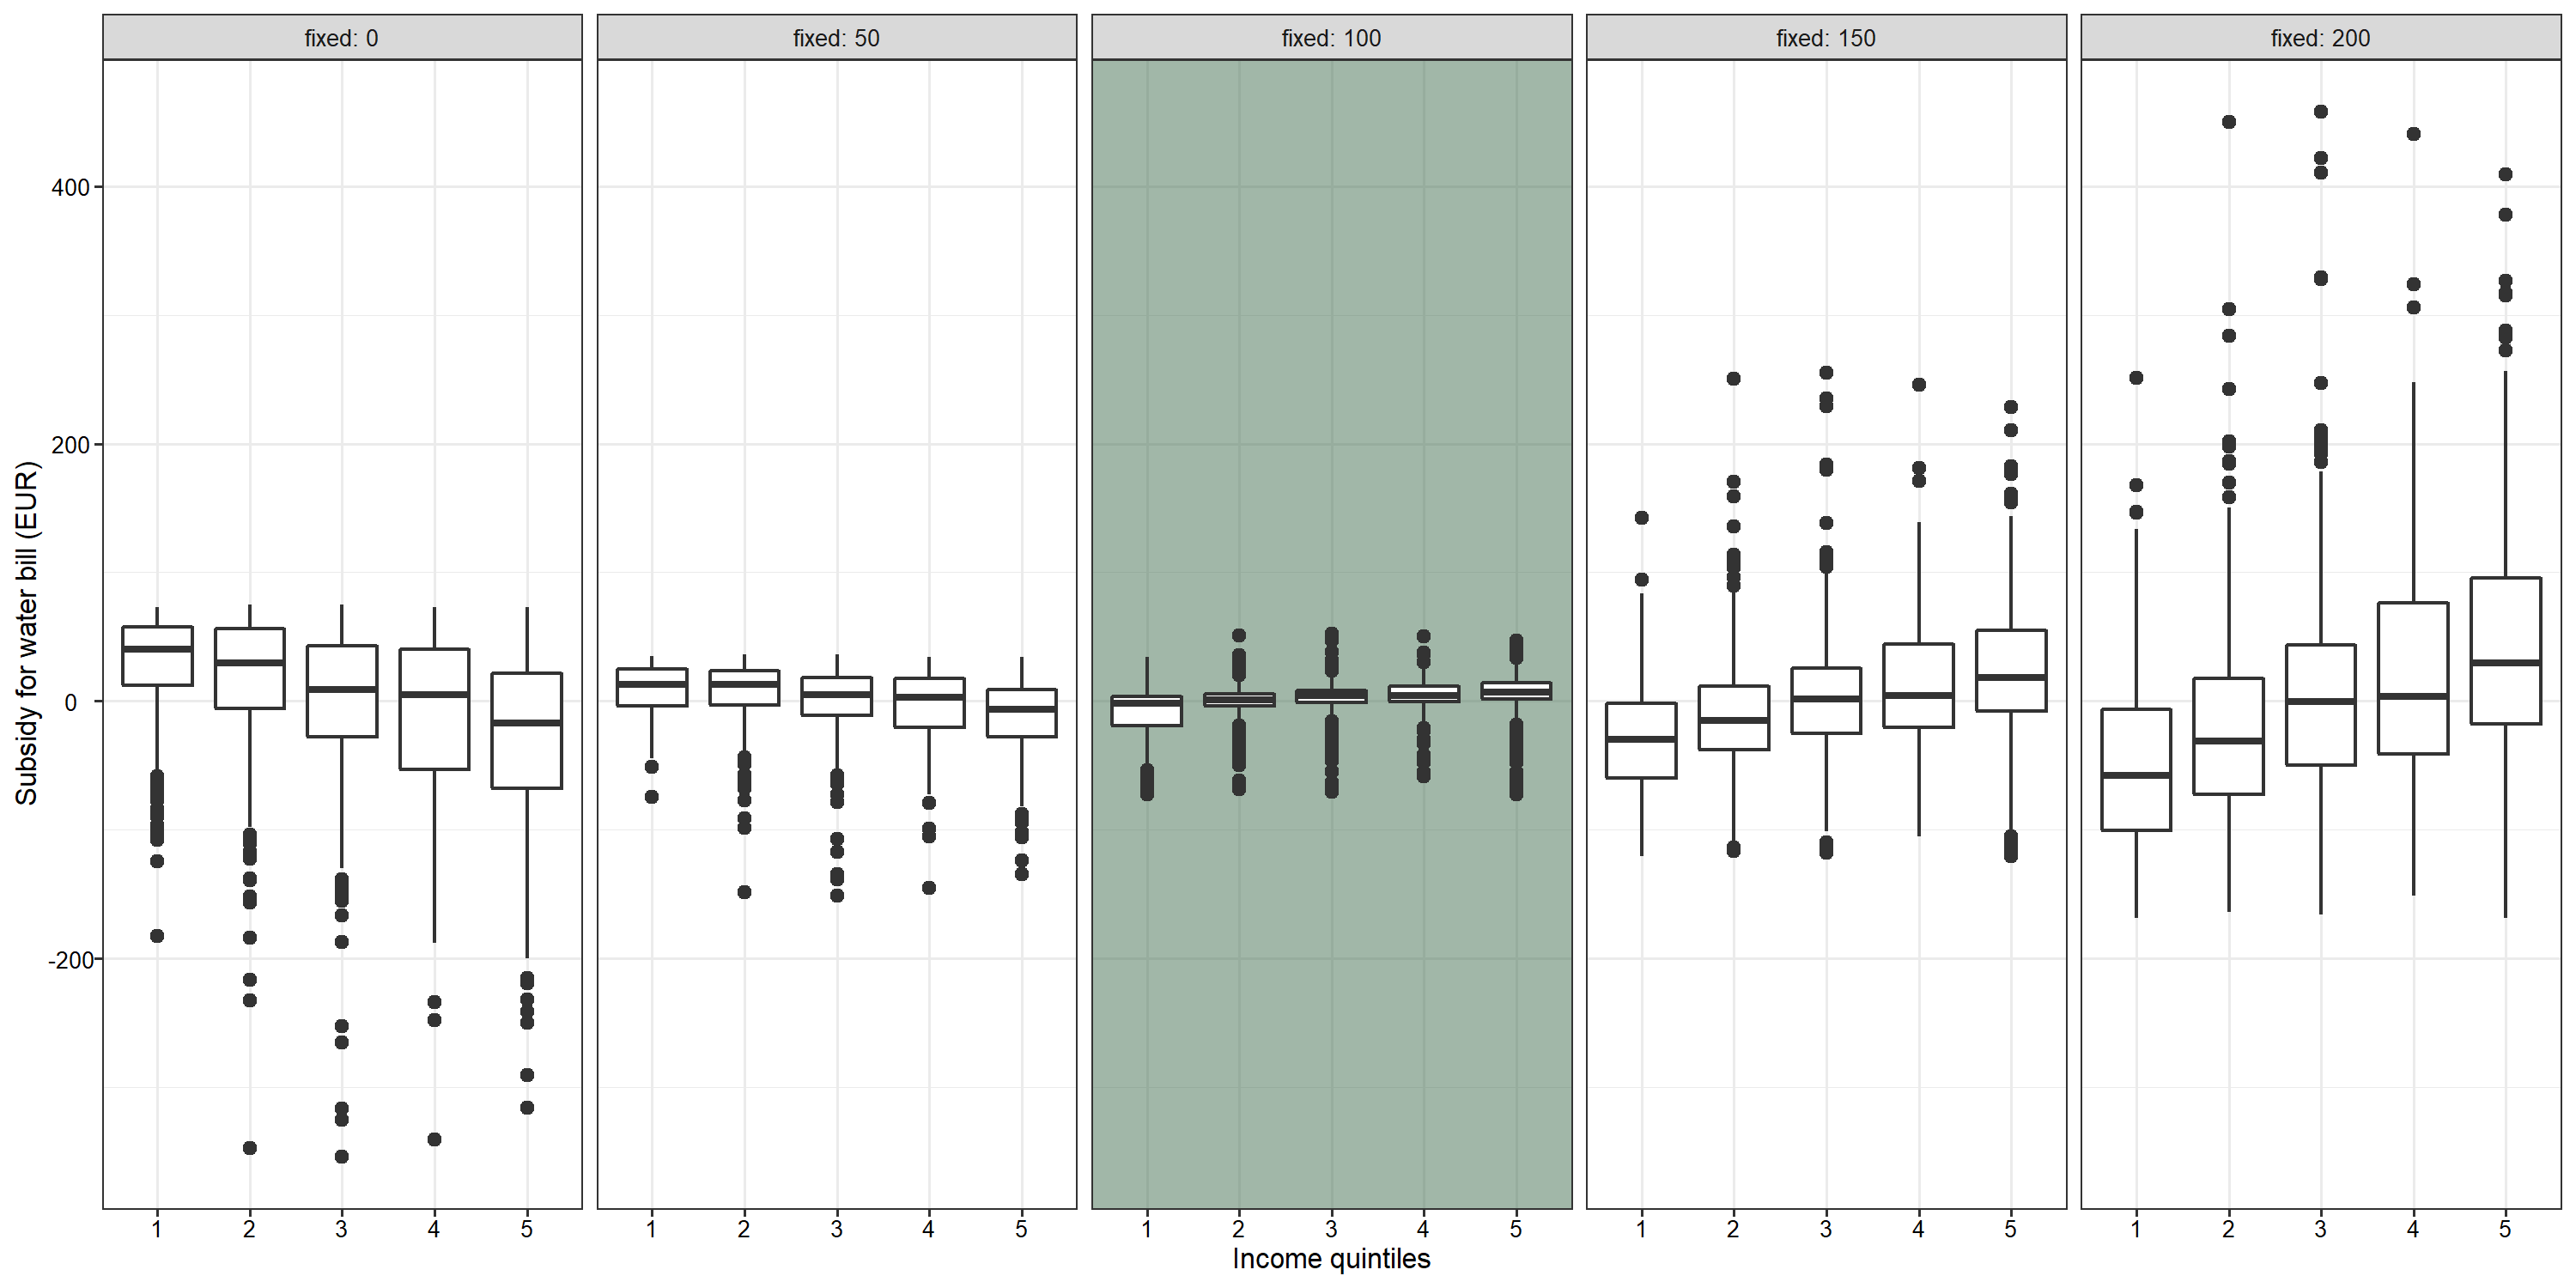 fixed: 0 fixed: 50 fixed: 100 fixed: 150 fixed: 200
400
200
0
-200
Subsidy for water bill (EUR)
1 2 3 4 5 1 2 3 4 5 1 2 3 4 5 1 2 3 4 5 1 2 3 4 5
Income quintiles